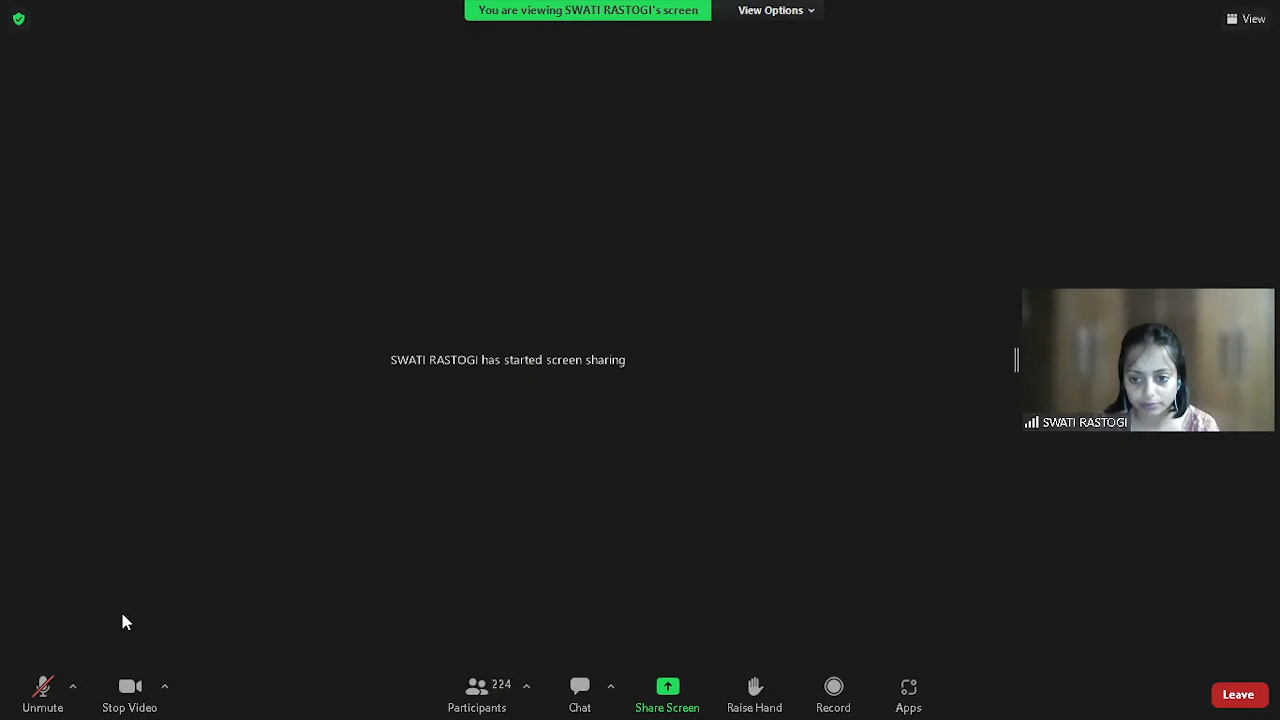 You are viewing SWATI RASTOGI's screen
View Options
View
SWATI RASTOGI has started screen sharing
SWATI RASTOGI
Unmute
Stop Video
224
Participants
Chat
Share Screen
Raise Hand
Record
Apps
Leave